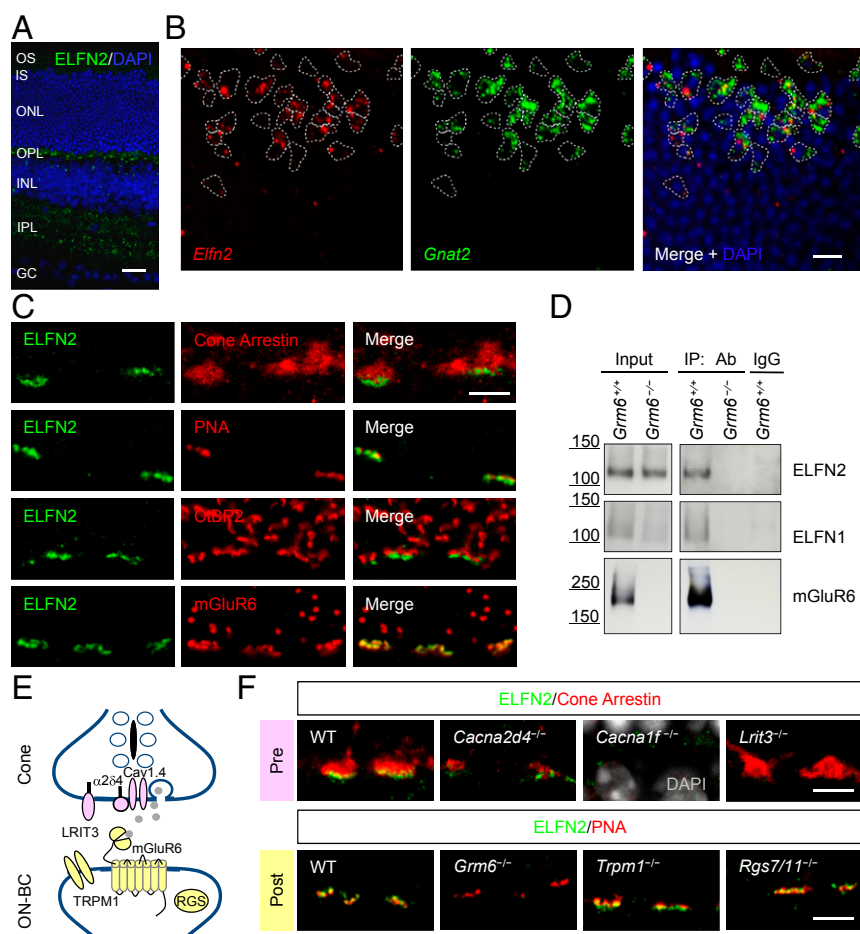 A
ELFN2/DAPI
OS
IS
ONL
OPL
INL
IPL
GC
B
Elfn2
Gnat2
Merge + DAPI
C
ELFN2
Cone Arrestin
Merge
ELFN2
PNA
Merge
ELFN2
CtBP2
Merge
ELFN2
mGluR6
Merge
D
Input
IP: Ab IgG
Grm6+/+
Grm6−/−
Grm6+/+
Grm6−/−
Grm6+/+
150
100
ELFN2
150
100
ELFN1
250
150
mGluR6
E
Cone
α2δ4
Cav1.4
LRIT3
mGluR6
TRPM1
RGS
ON-BC
F
ELFN2/Cone Arrestin
Pre
WT
Cacna2d4−/−
Cacna1f −/−
DAPI
Lrit3−/−
ELFN2/PNA
Post
WT
Grm6−/−
Trpm1−/−
Rgs7/11−/−